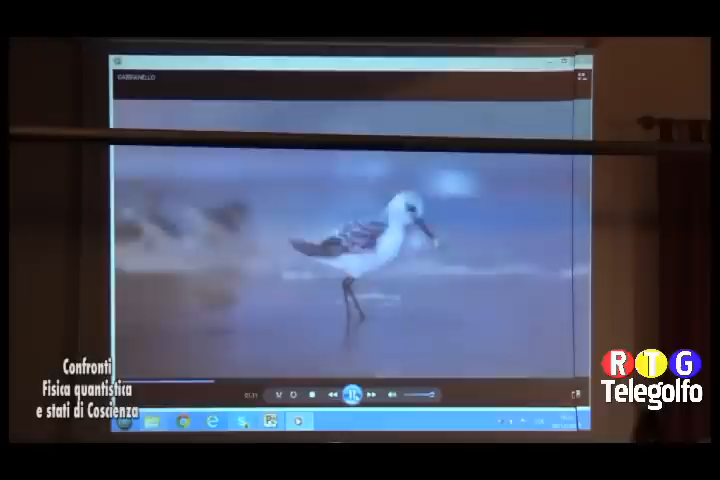 GABBIANELLO
Confronti
Fisica quantistica
e stati di Coscienza
RTG
Telegolfo